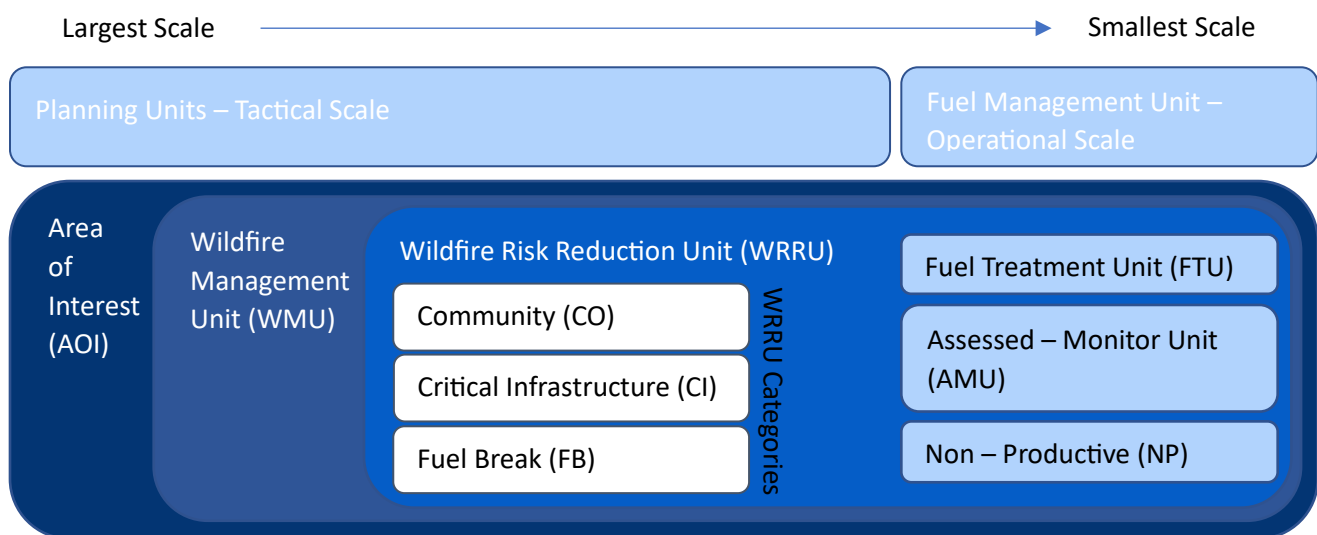 Largest Scale
Smallest Scale
Planning Units – Tactical Scale
Fuel Management Unit –
Operational Scale
Area
of
Interest
(AOI)
Wildfire
Management
Unit (WMU)
Wildfire Risk Reduction Unit (WRRU)
Community (CO)
Critical Infrastructure (CI)
Fuel Break (FB)
WRRU Categories
Fuel Treatment Unit (FTU)
Assessed – Monitor Unit
(AMU)
Non – Productive (NP)